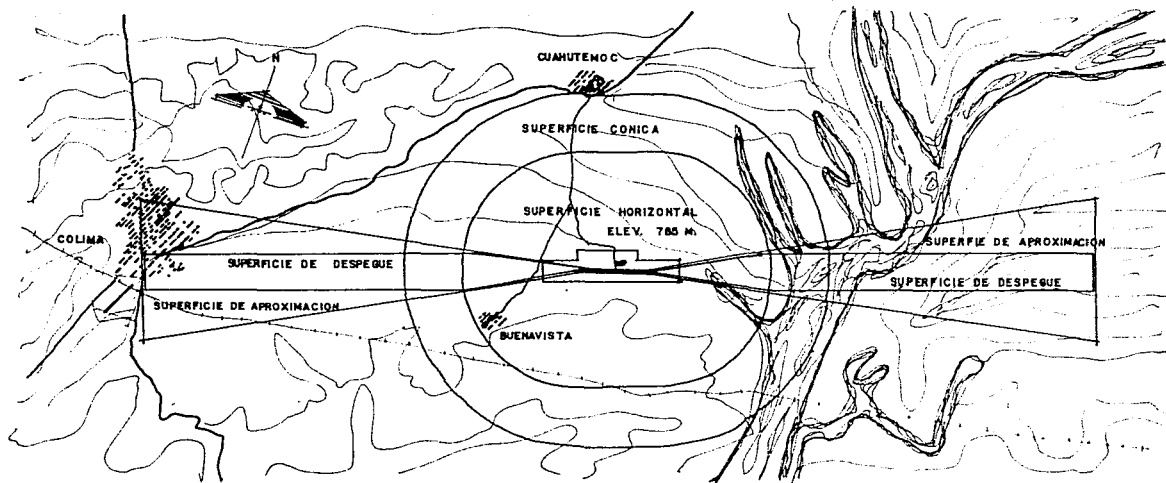 CUAHUTEMOC
N
SUPERFICIE CONICA
SUPERFICIE HORIZONTAL
ELEV. 785 M.
COLIMA
SUPERFIE DE APROXIMACION
SUPERFICIE DE DESPEGUE
SUPERFICIE DE DESPEGUE
SUPERFICIE DE APROXIMACION
BUENAVISTA